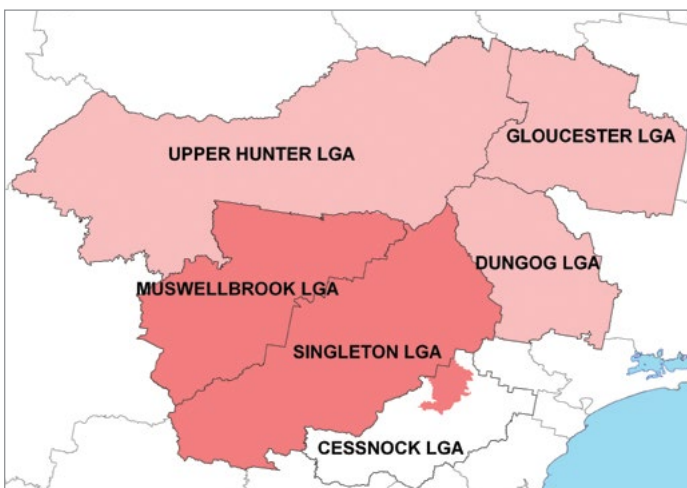 GLOUCESTER LGA
UPPER HUNTER LGA
DUNGOG LGA
MUSWELLBROOK LGA
SINGLETON LGA
CESSNOCK LGA